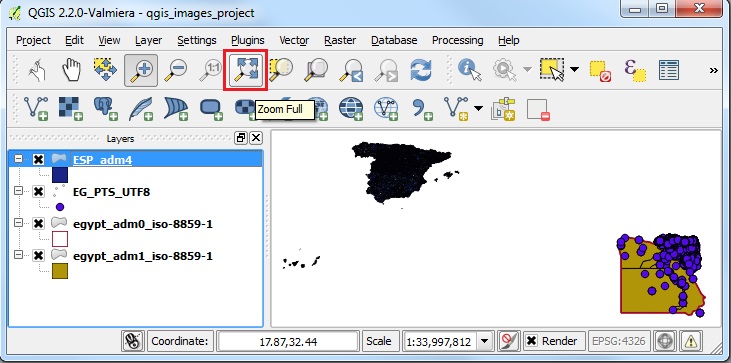 QGIS 2.2.0-Valmiera - qgis_images_project
Project Edit View Layer Settings Plugins Vector Raster Database Processing Help
1:1
»
Zoom Full
Layers
ESP_adm4
EG_PTS_UTF8
egypt_adm0_iso-8859-1
egypt_adm1_iso-8859-1
Coordinate: 17.87,32.44 Scale 1:33,997,812 Render EPSG:4326